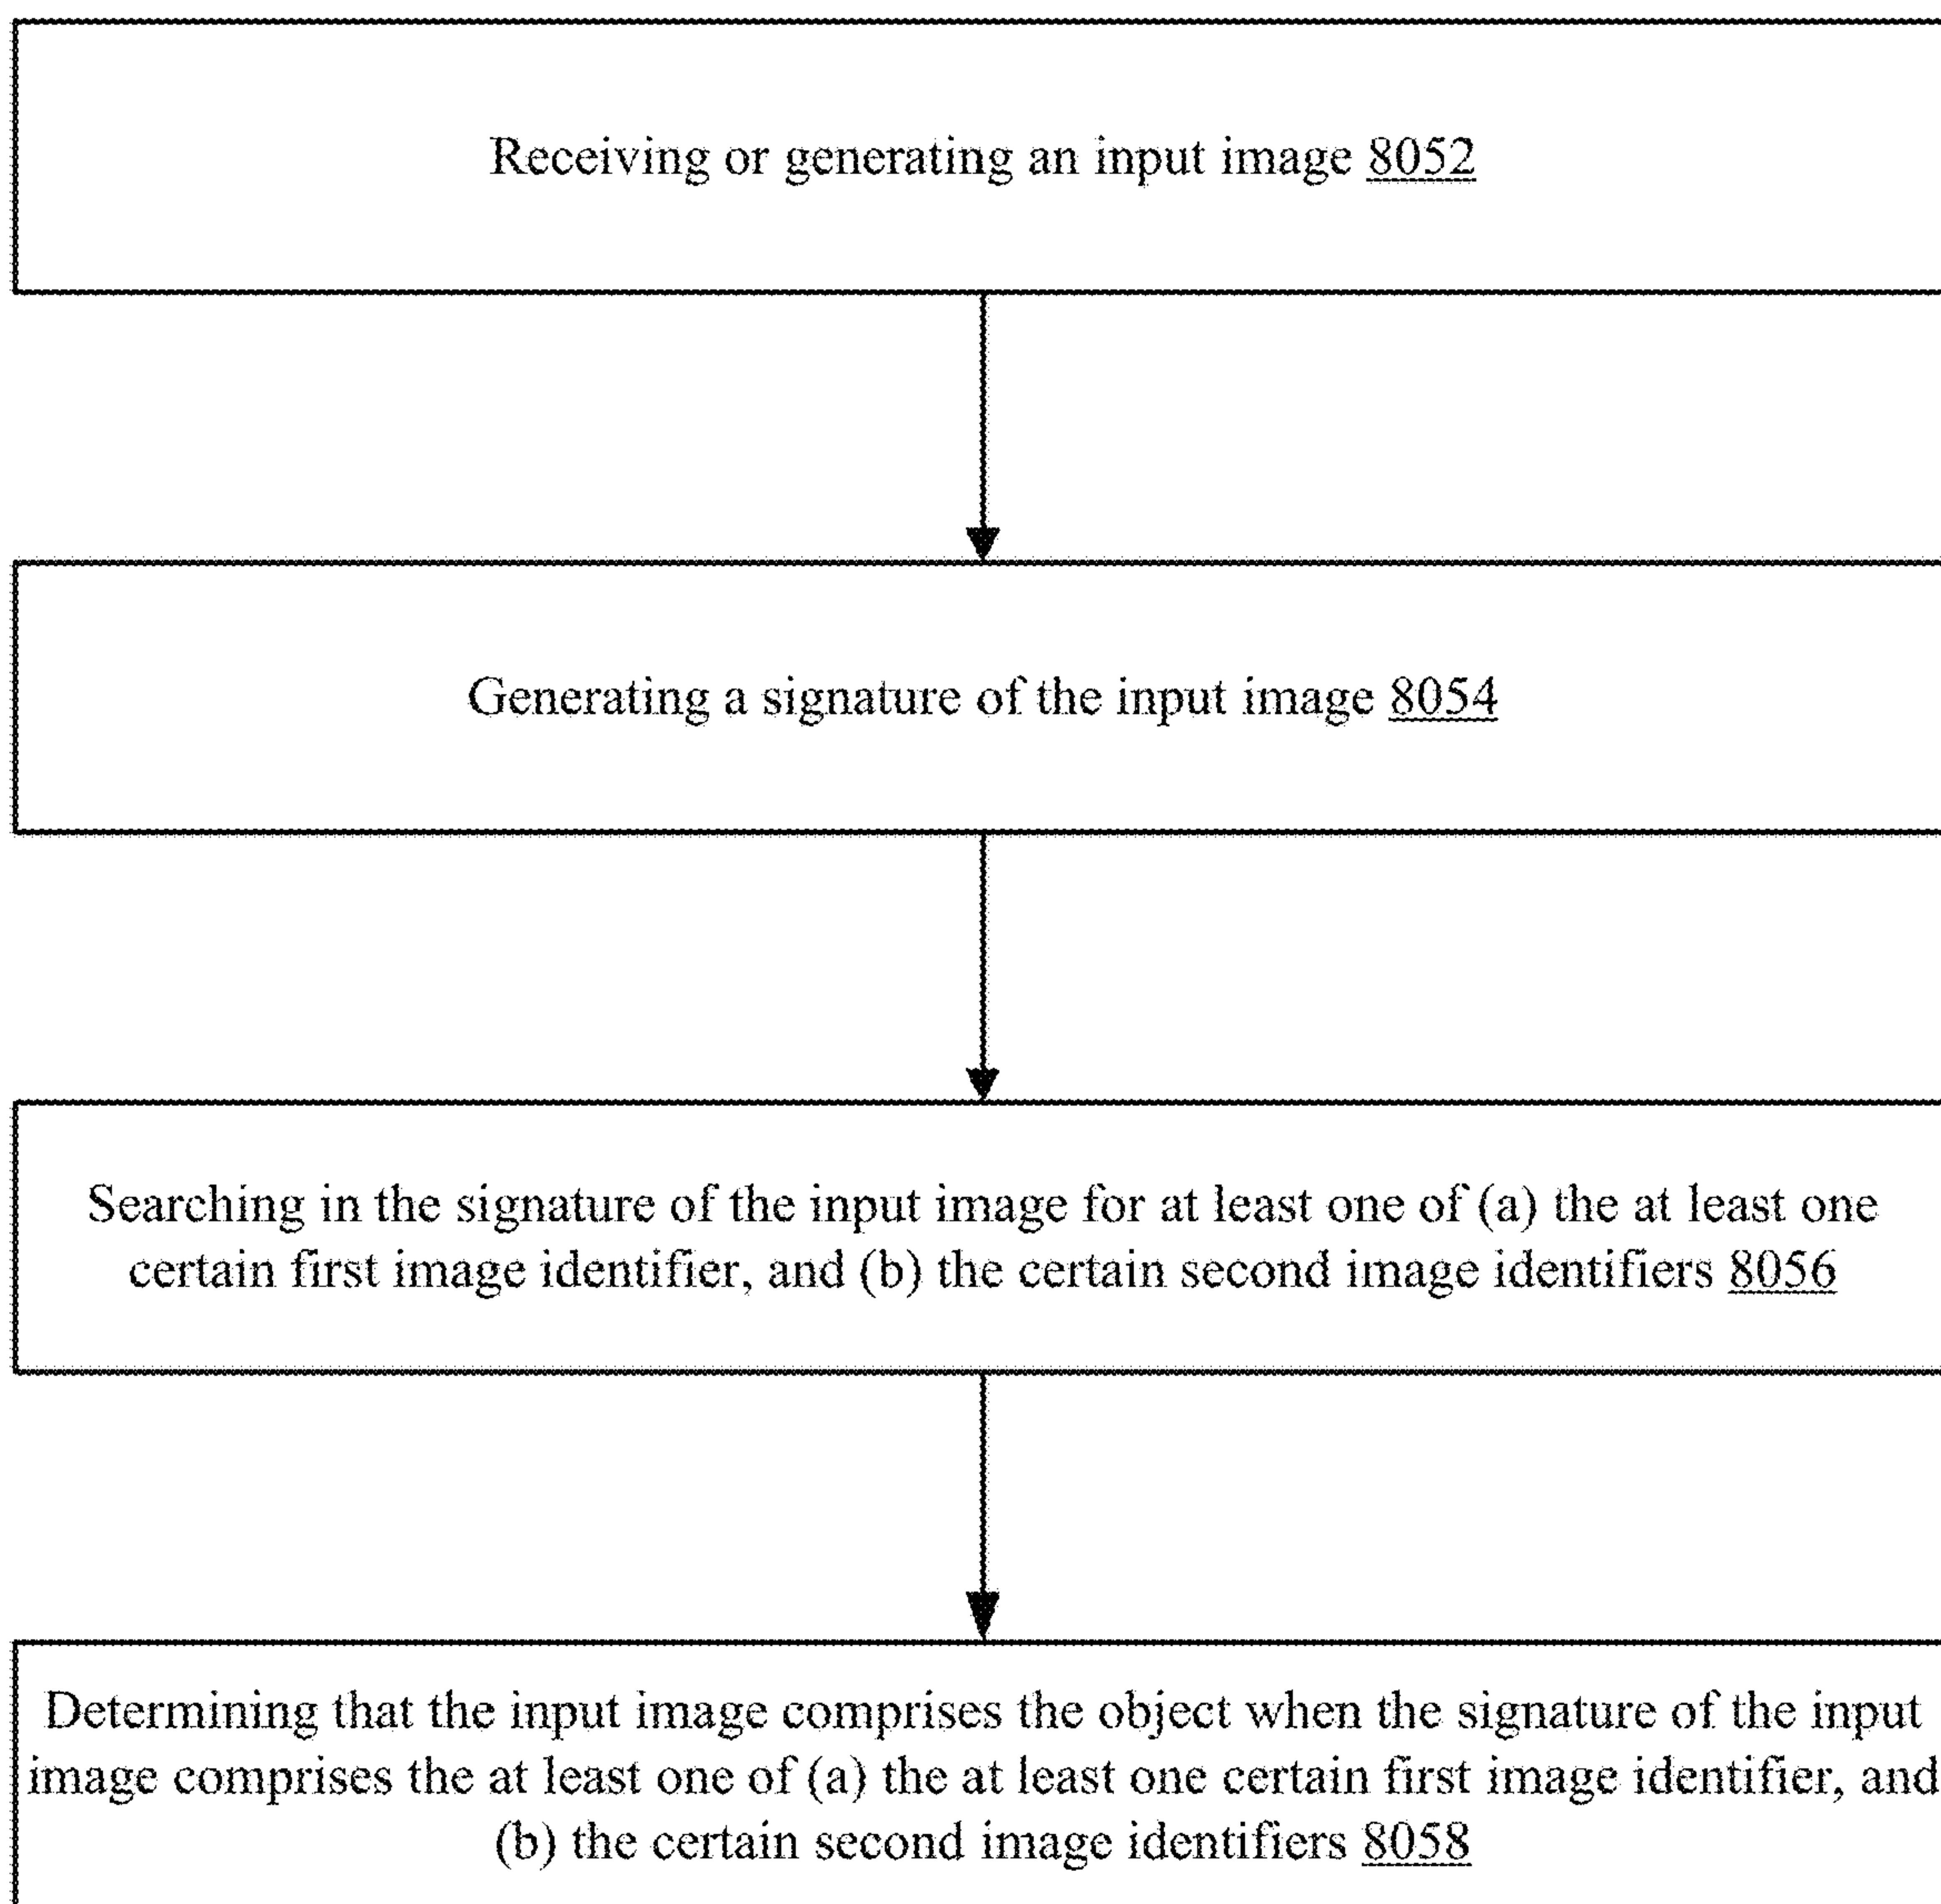 Receiving or generating an input image 8052
Generating a signature of the input image 8054
Searching in the signature of the input image for at least one of (a) the at least one
certain first image identifier, and (b) the certain second image identifiers 8056
Determining that the input image comprises the object when the signature of the input
image comprises the at least one of (a) the at least one certain first image identifier, and
(b) the certain second image identifiers 8058